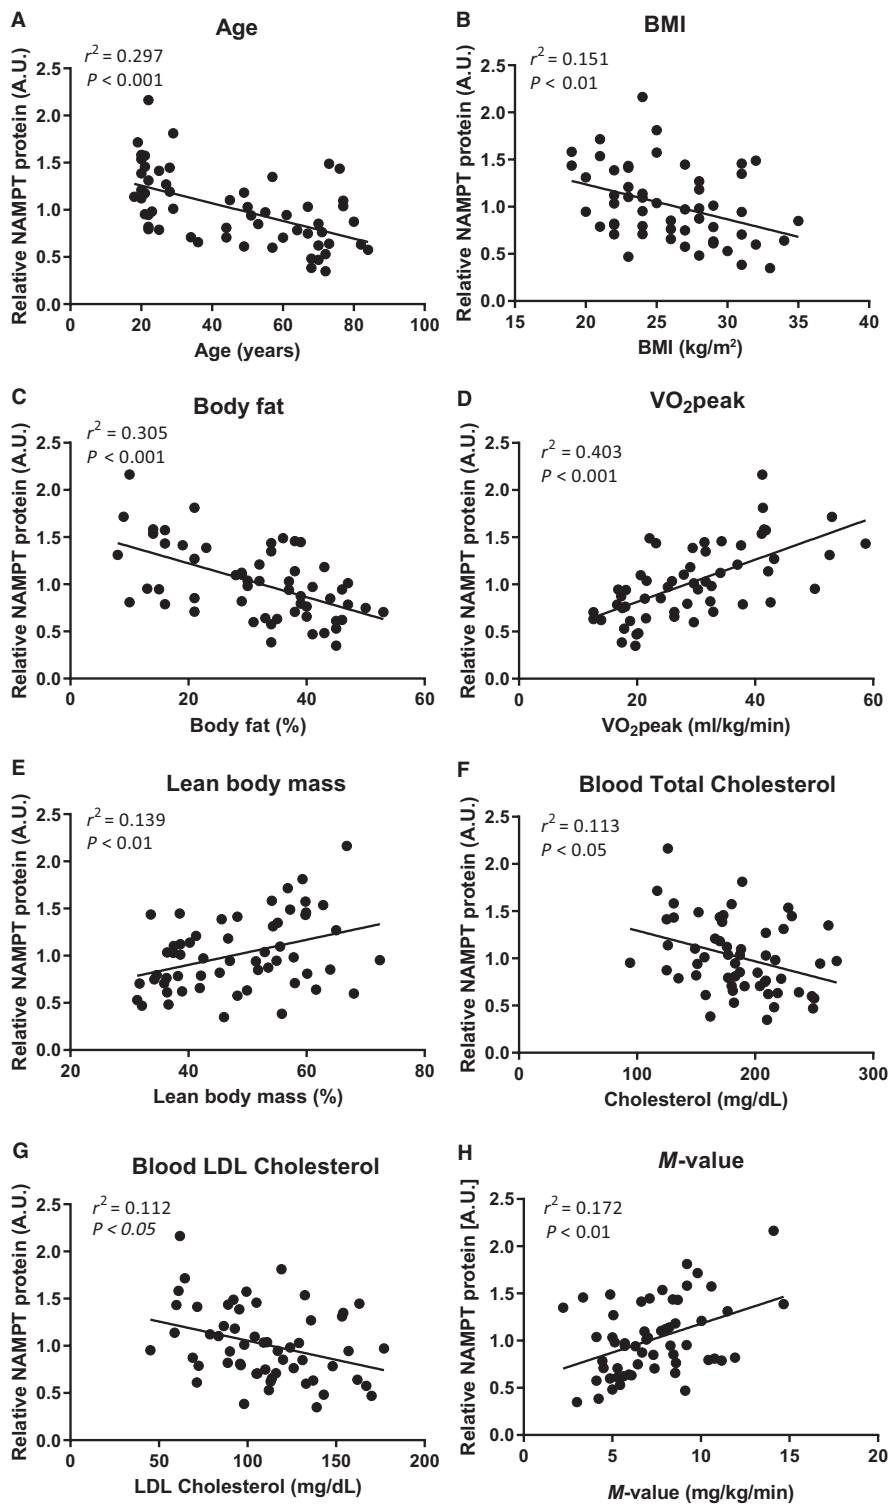 A
Age
r² = 0.297
P < 0.001
Relative NAMPT protein (A.U.)
2.5
2.0
1.5
1.0
0.5
0.0
0 20 40 60 80 100
Age (years)
B
BMI
r² = 0.151
P < 0.01
Relative NAMPT protein (A.U.)
2.5
2.0
1.5
1.0
0.5
0.0
15 20 25 30 35 40
BMI (kg/m²)
C
Body fat
r² = 0.305
P < 0.001
Relative NAMPT protein (A.U.)
2.5
2.0
1.5
1.0
0.5
0.0
0 20 40 60
Body fat (%)
D
VO₂peak
r² = 0.403
P < 0.001
Relative NAMPT protein (A.U.)
2.5
2.0
1.5
1.0
0.5
0.0
0 20 40 60
VO₂peak (ml/kg/min)
E
Lean body mass
r² = 0.139
P < 0.01
Relative NAMPT protein (A.U.)
2.5
2.0
1.5
1.0
0.5
0.0
20 40 60 80
Lean body mass (%)
F
Blood Total Cholesterol
r² = 0.113
P < 0.05
Relative NAMPT protein (A.U.)
2.5
2.0
1.5
1.0
0.5
0.0
0 100 200 300
Cholesterol (mg/dL)
G
Blood LDL Cholesterol
r² = 0.112
P < 0.05
Relative NAMPT protein (A.U.)
2.5
2.0
1.5
1.0
0.5
0.0
0 50 100 150 200
LDL Cholesterol (mg/dL)
H
M-value
r² = 0.172
P < 0.01
Relative NAMPT protein [A.U.]
2.5
2.0
1.5
1.0
0.5
0.0
0 5 10 15 20
M-value (mg/kg/min)